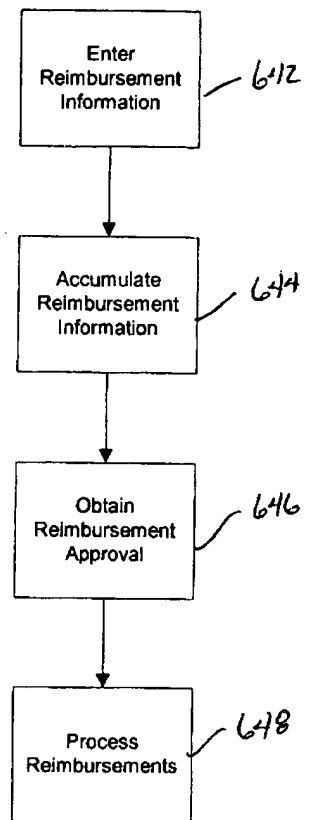 Enter
Reimbursement
Information
642
Accumulate
Reimbursement
Information
644
Obtain
Reimbursement
Approval
646
Process
Reimbursements
648